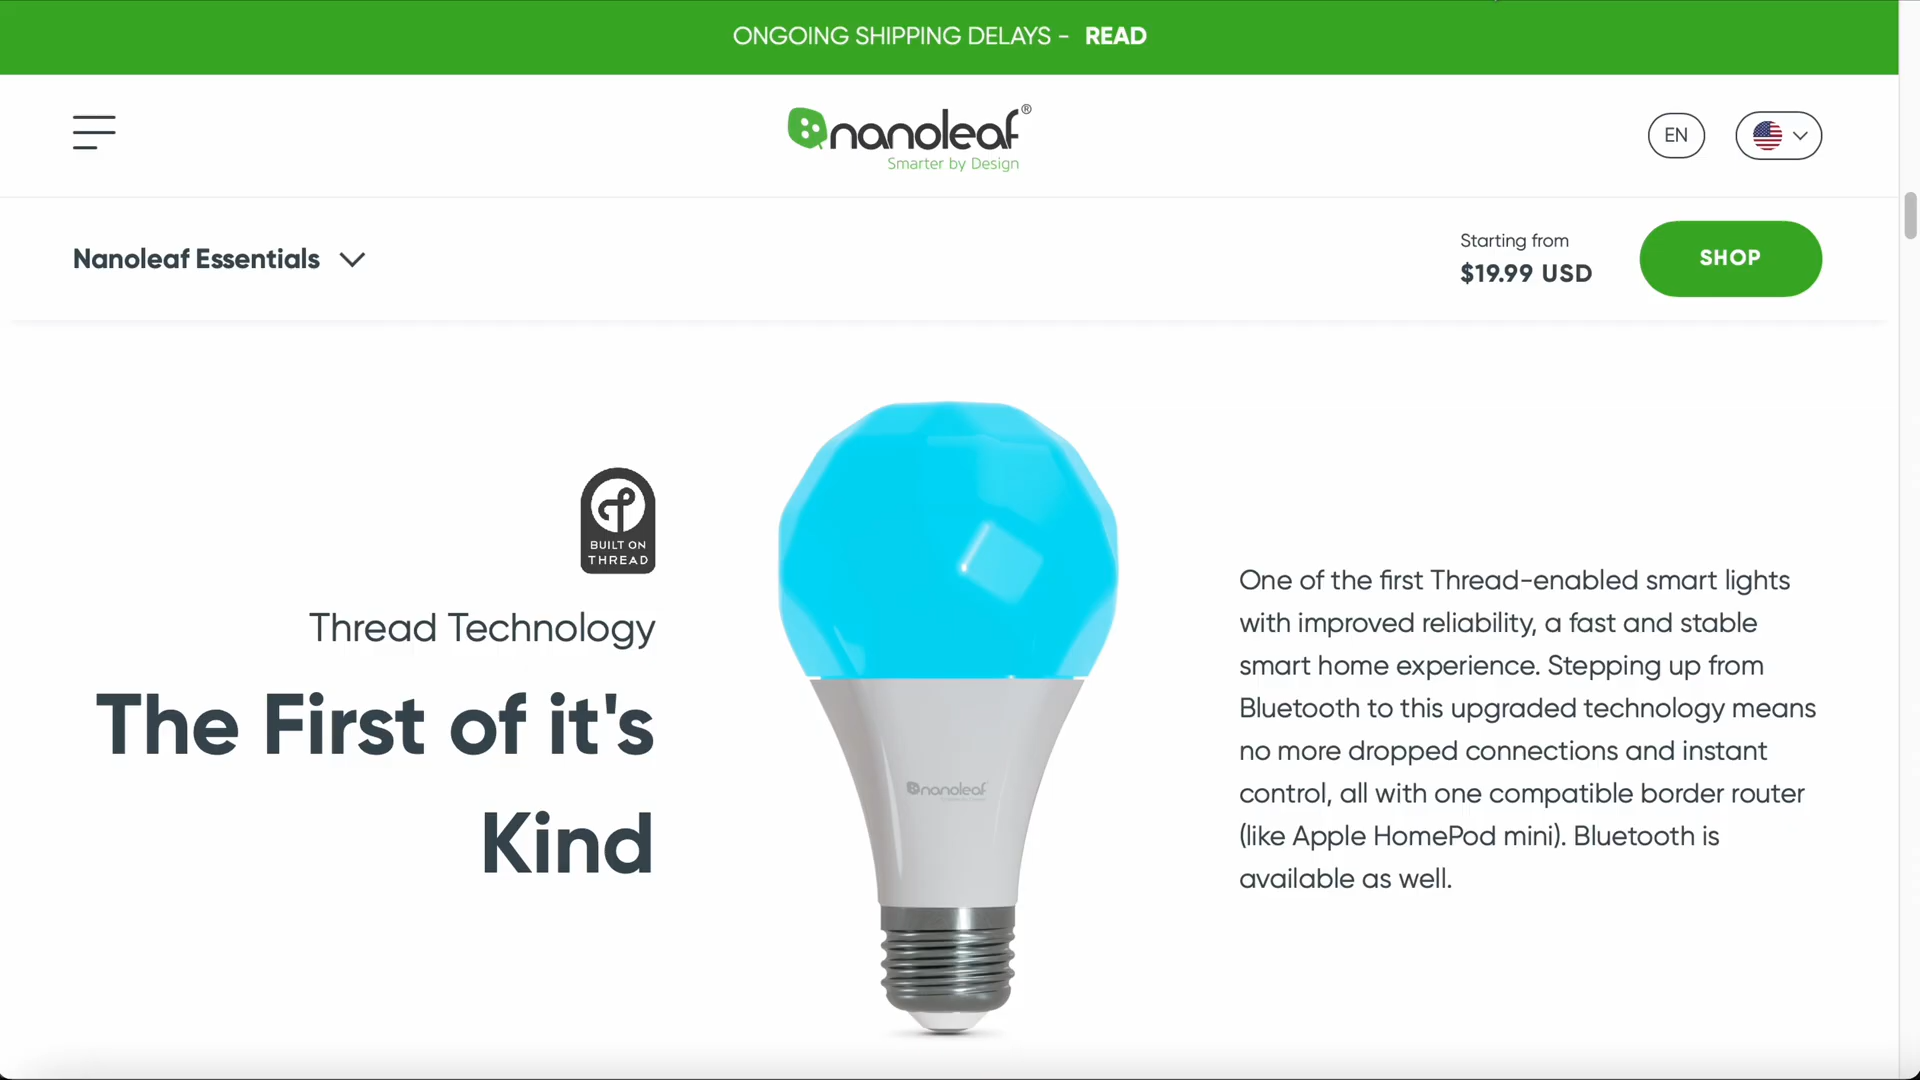 ONGOING SHIPPING DELAYS - READ
nanoleaf®
Smarter by Design
EN
Nanoleaf Essentials
Starting from
$19.99 USD
SHOP
BUILT ON
THREAD
Thread Technology
The First of it's
Kind
nanoleaf
One of the first Thread-enabled smart lights
with improved reliability, a fast and stable
smart home experience. Stepping up from
Bluetooth to this upgraded technology means
no more dropped connections and instant
control, all with one compatible border router
(like Apple HomePod mini). Bluetooth is
available as well.